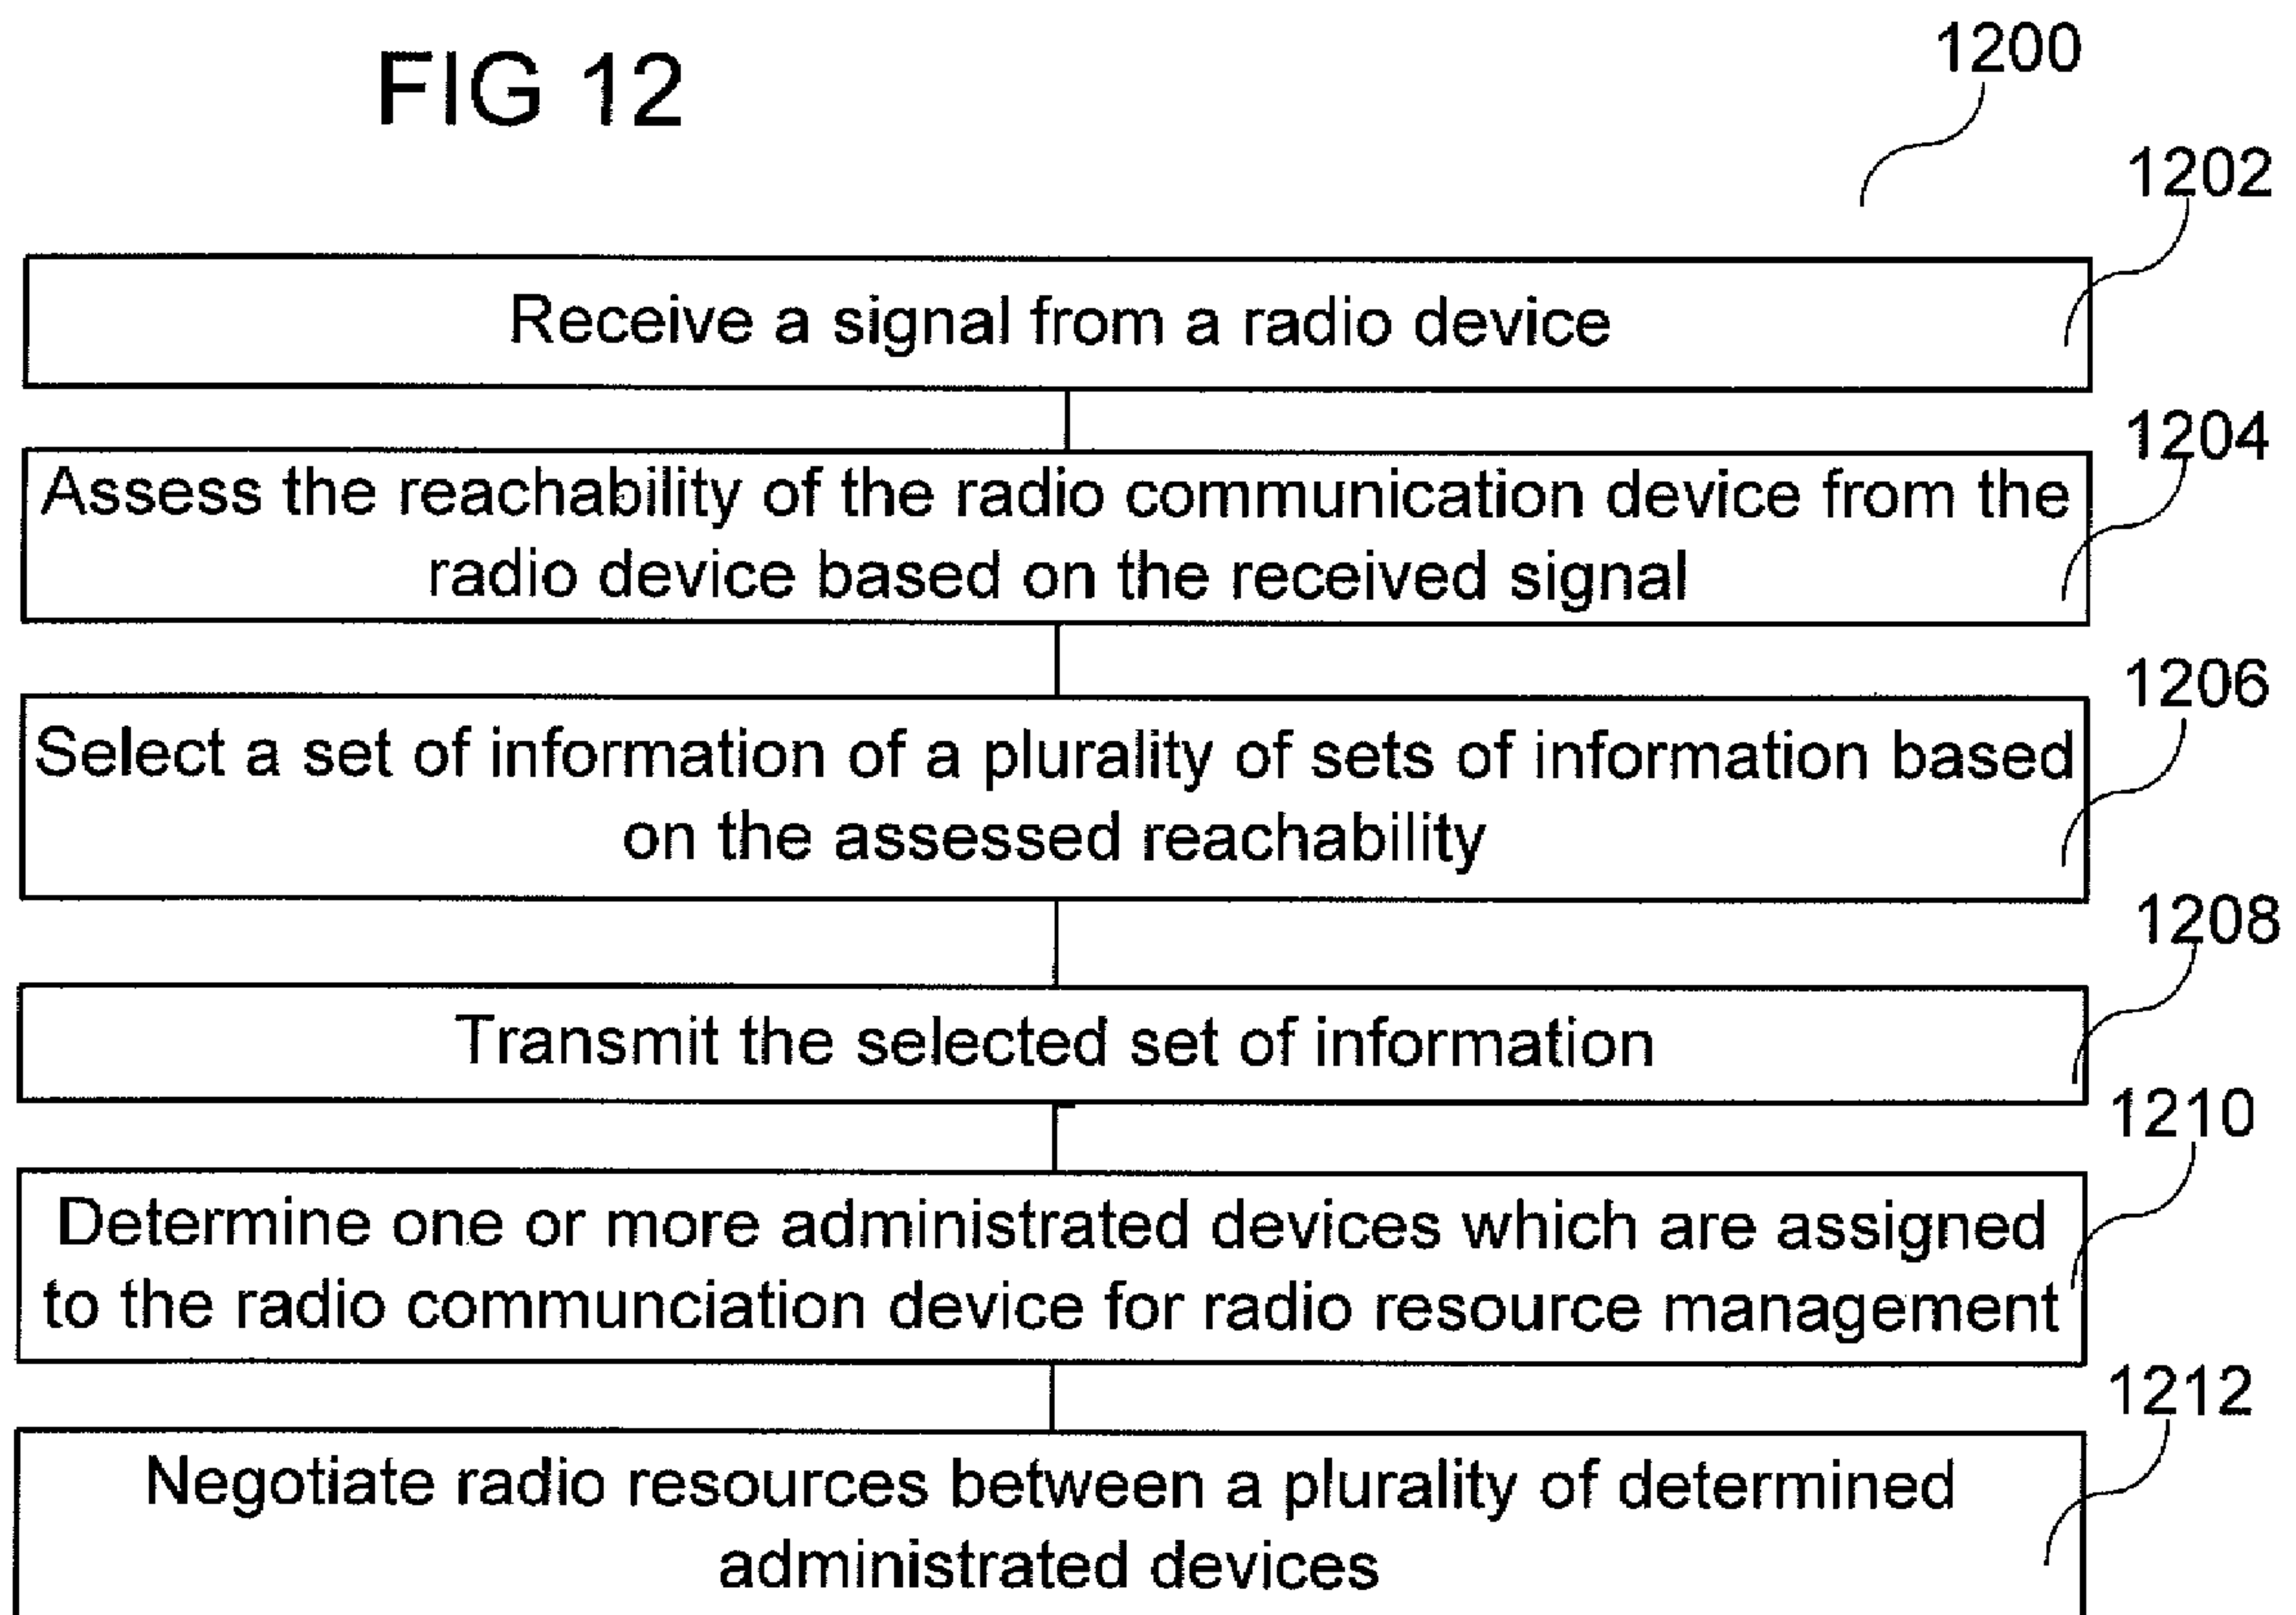 FIG 12
1200
1202
Receive a signal from a radio device
1204
Assess the reachability of the radio communication device from the
radio device based on the received signal
1206
Select a set of information of a plurality of sets of information based
on the assessed reachability
1208
Transmit the selected set of information
1210
Determine one or more administrated devices which are assigned
to the radio communciation device for radio resource management
1212
Negotiate radio resources between a plurality of determined
administrated devices